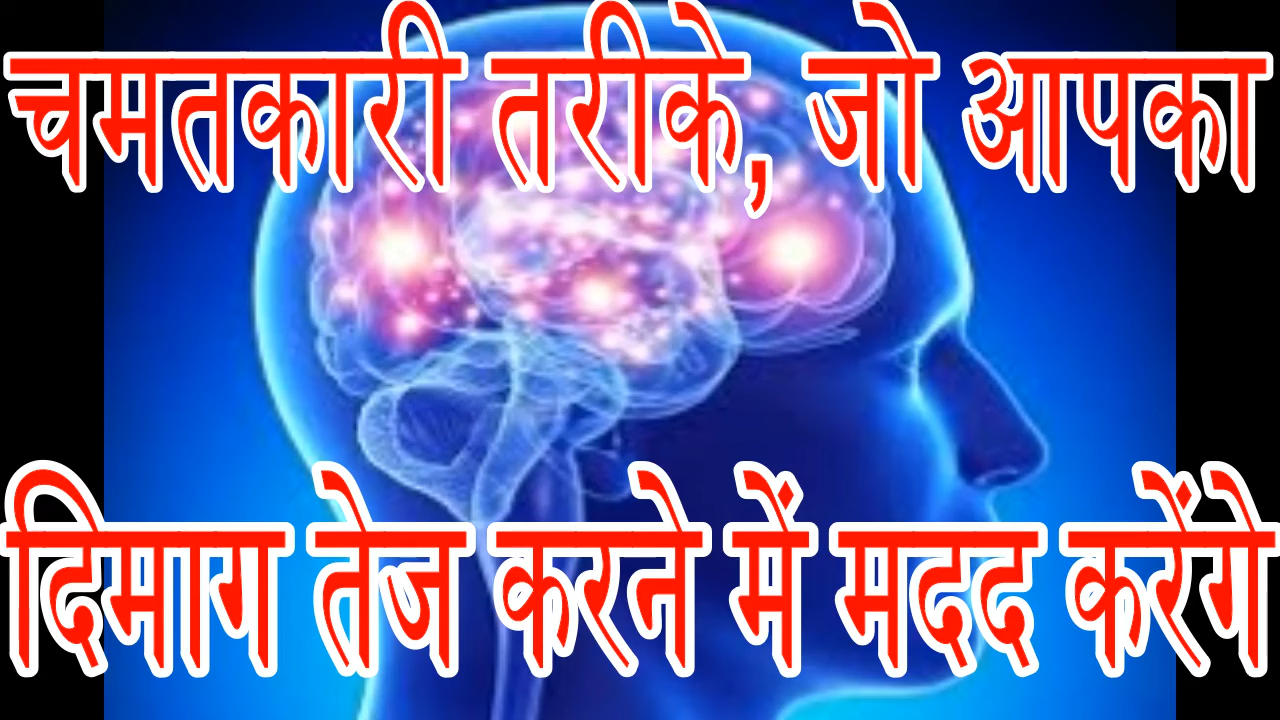 चमतकारी तरीके, जो आपका
दिमाग तेज करने में मदद करेंगे